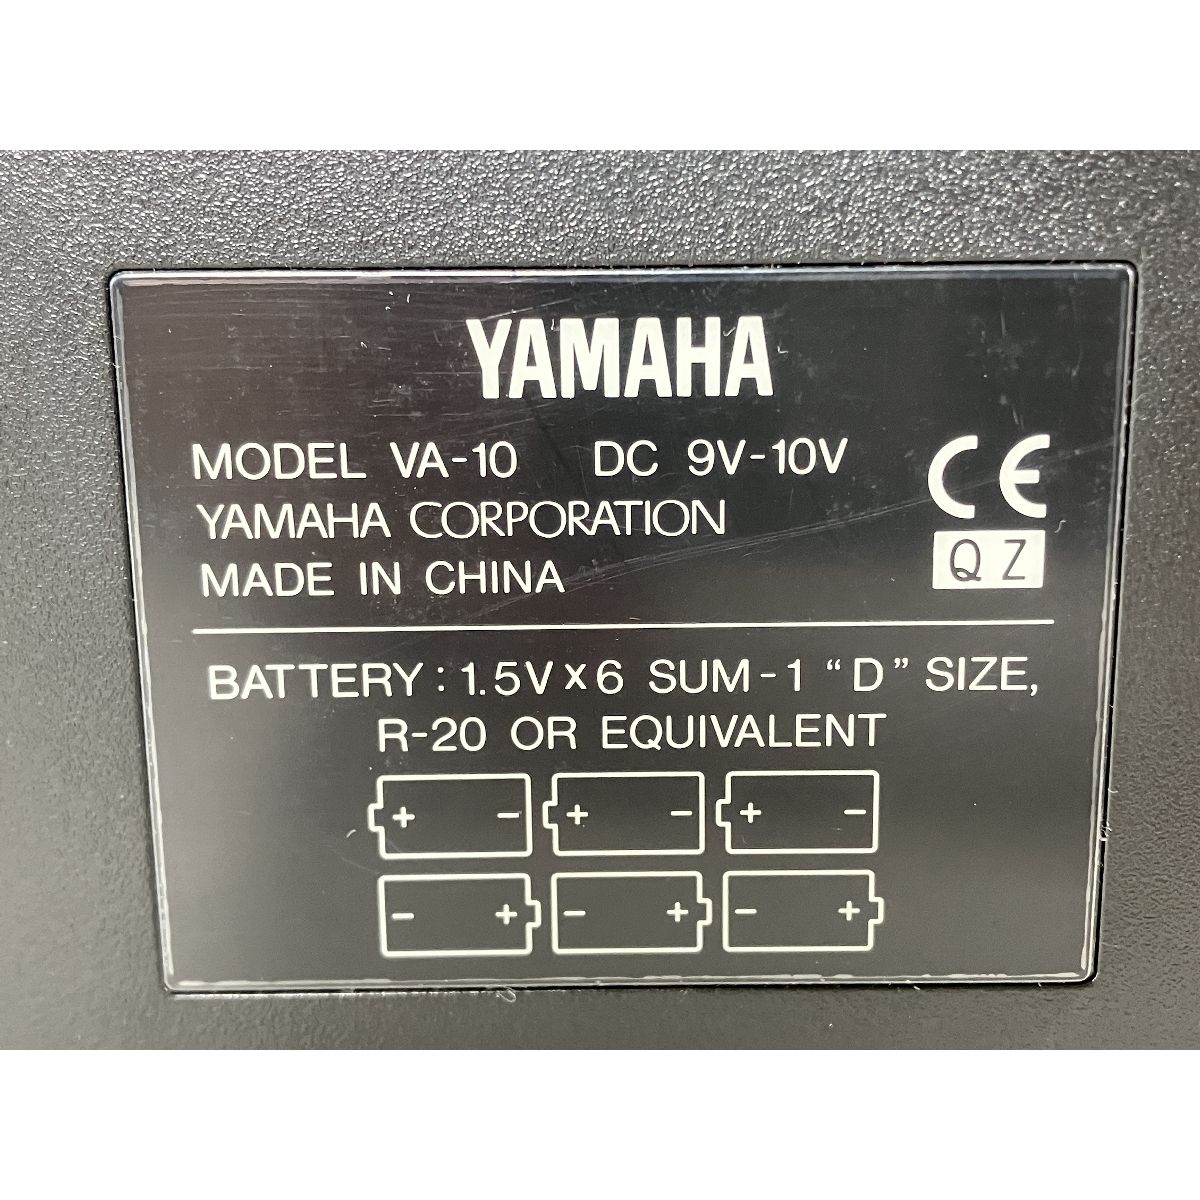 YAMAHA
MODEL VA-10 DC 9V-10V
YAMAHA CORPORATION
MADE IN CHINA
CE
QZ
BATTERY : 1.5V×6 SUM-1 “D” SIZE,
R-20 OR EQUIVALENT
+ − + − + −
− + − + − +